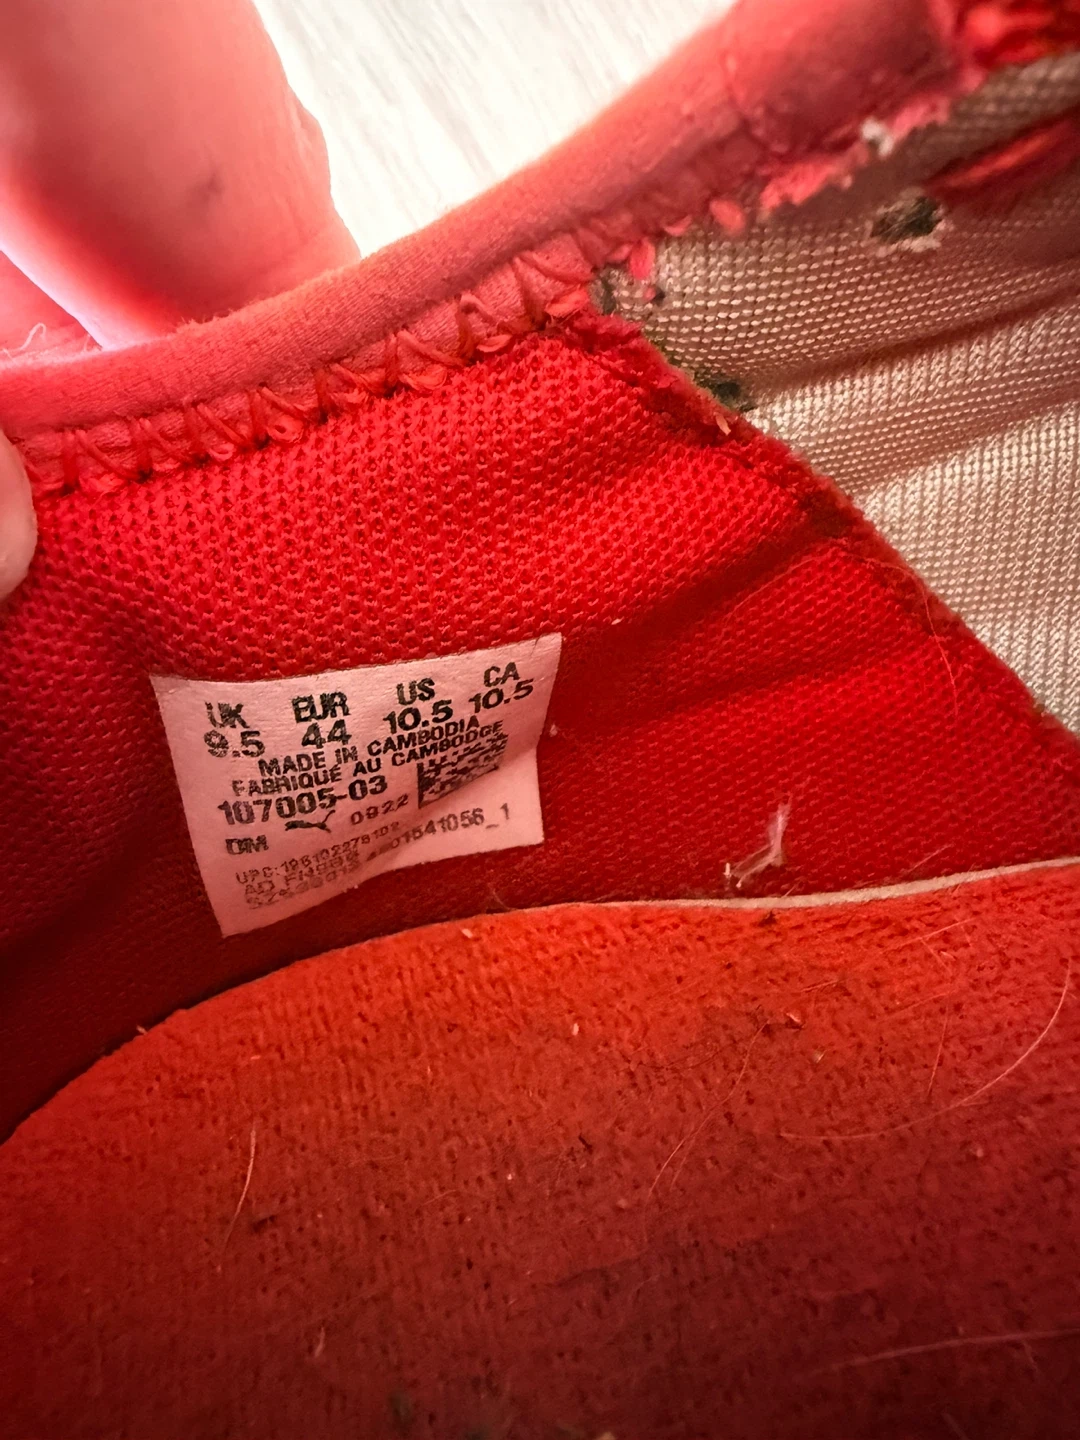 UK EUR US CA
9.5 44 10.5 10.5
MADE IN CAMBODIA
FABRIQUÉ AU CAMBODGE
107005-03
DM 0922